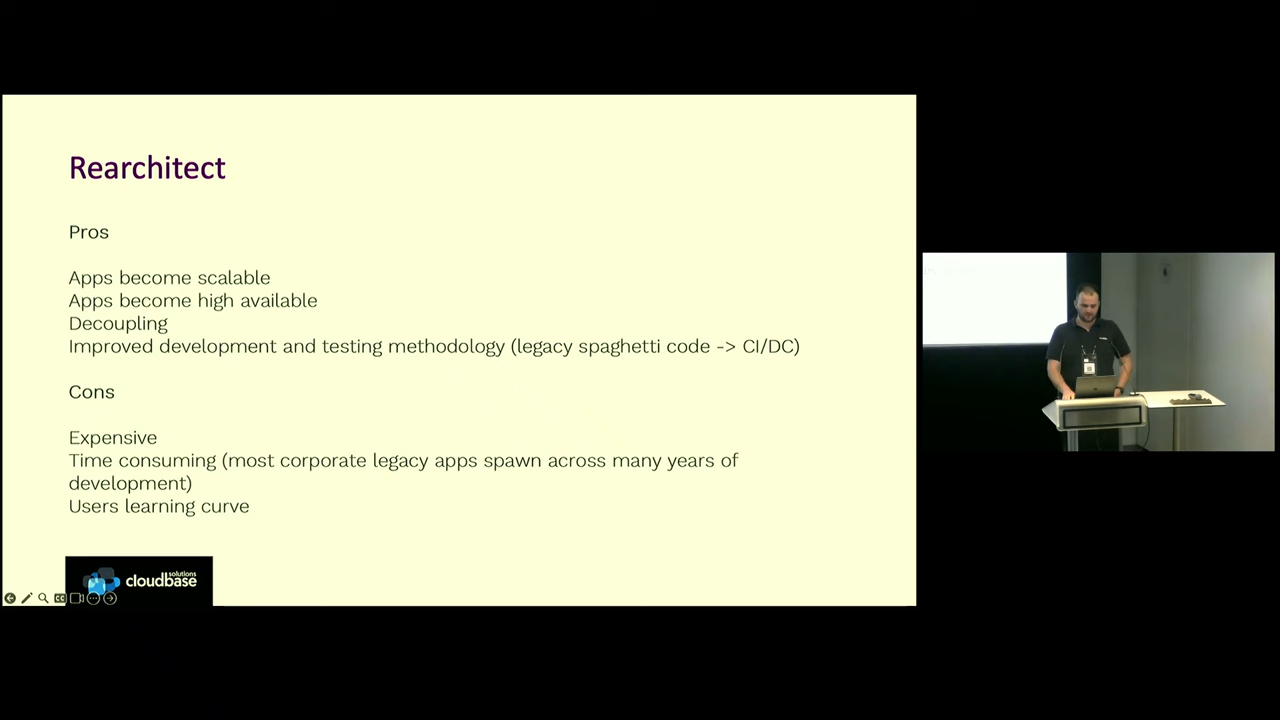 Rearchitect
Pros
Apps become scalable
Apps become high available
Decoupling
Improved development and testing methodology (legacy spaghetti code -> CI/DC)
Cons
Expensive
Time consuming (most corporate legacy apps spawn across many years of
development)
Users learning curve
cloudbase
solutions